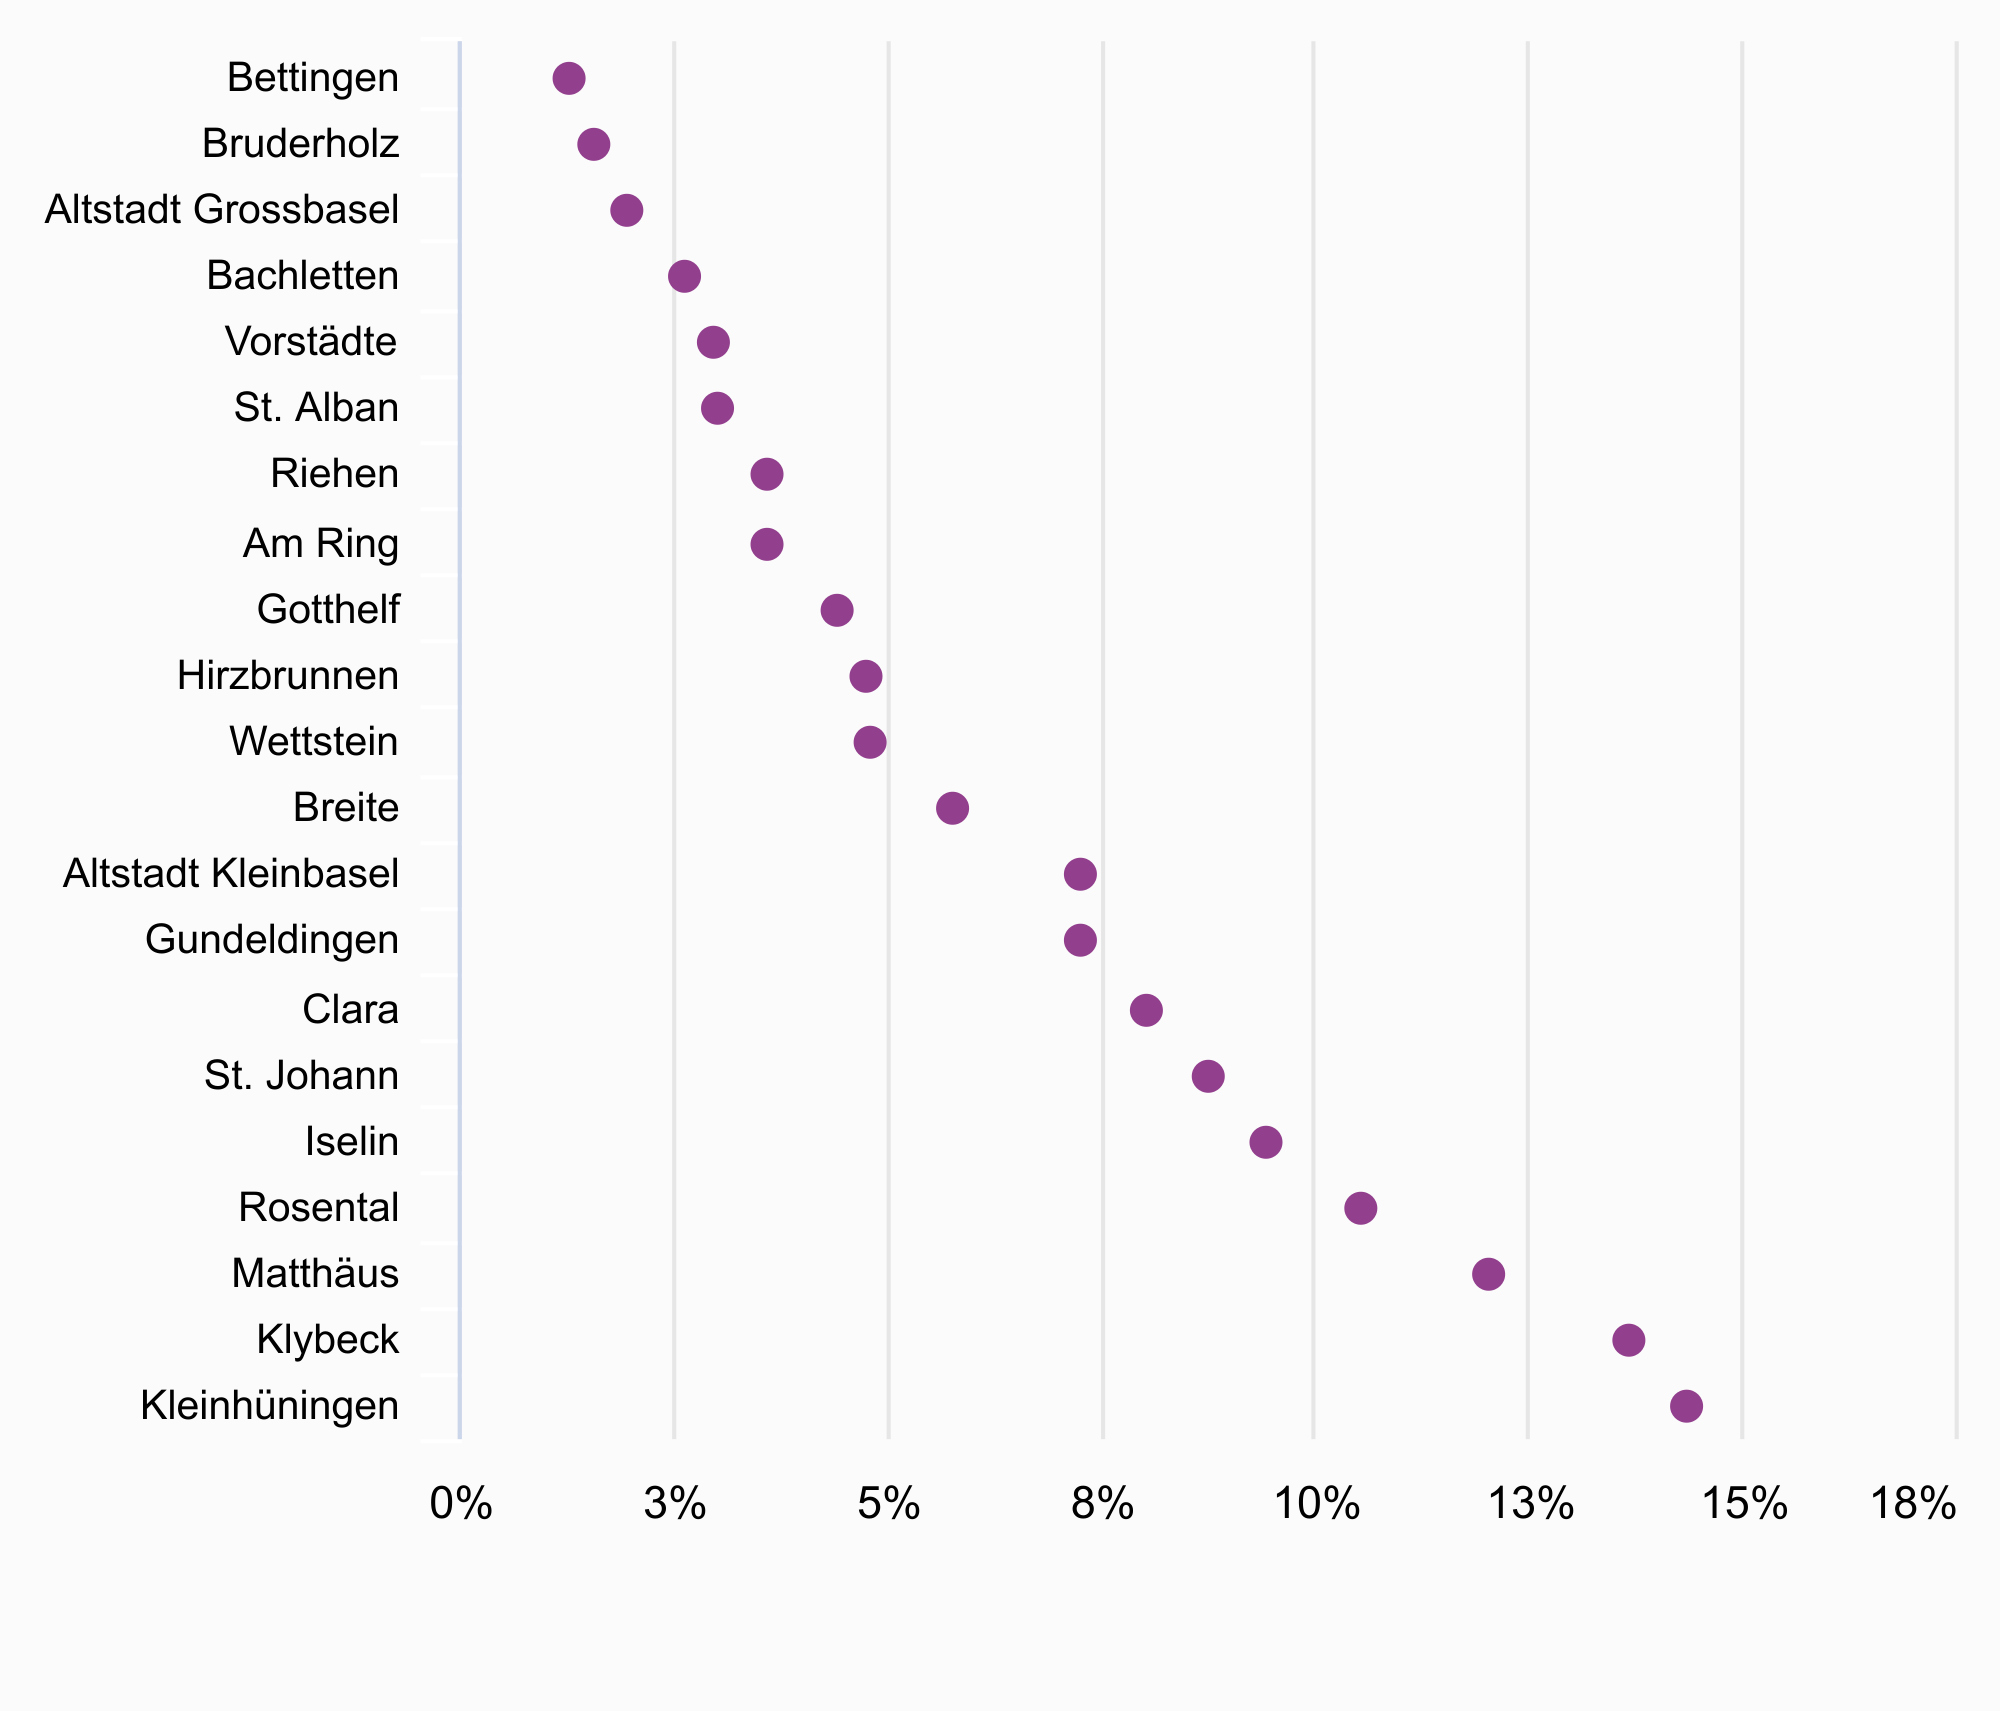 Bettingen
Bruderholz
Altstadt Grossbasel
Bachletten
Vorstädte
St. Alban
Riehen
Am Ring
Gotthelf
Hirzbrunnen
Wettstein
Breite
Altstadt Kleinbasel
Gundeldingen
Clara
St. Johann
Iselin
Rosental
Matthäus
Klybeck
Kleinhüningen
0% 3% 5% 8% 10% 13% 15% 18%